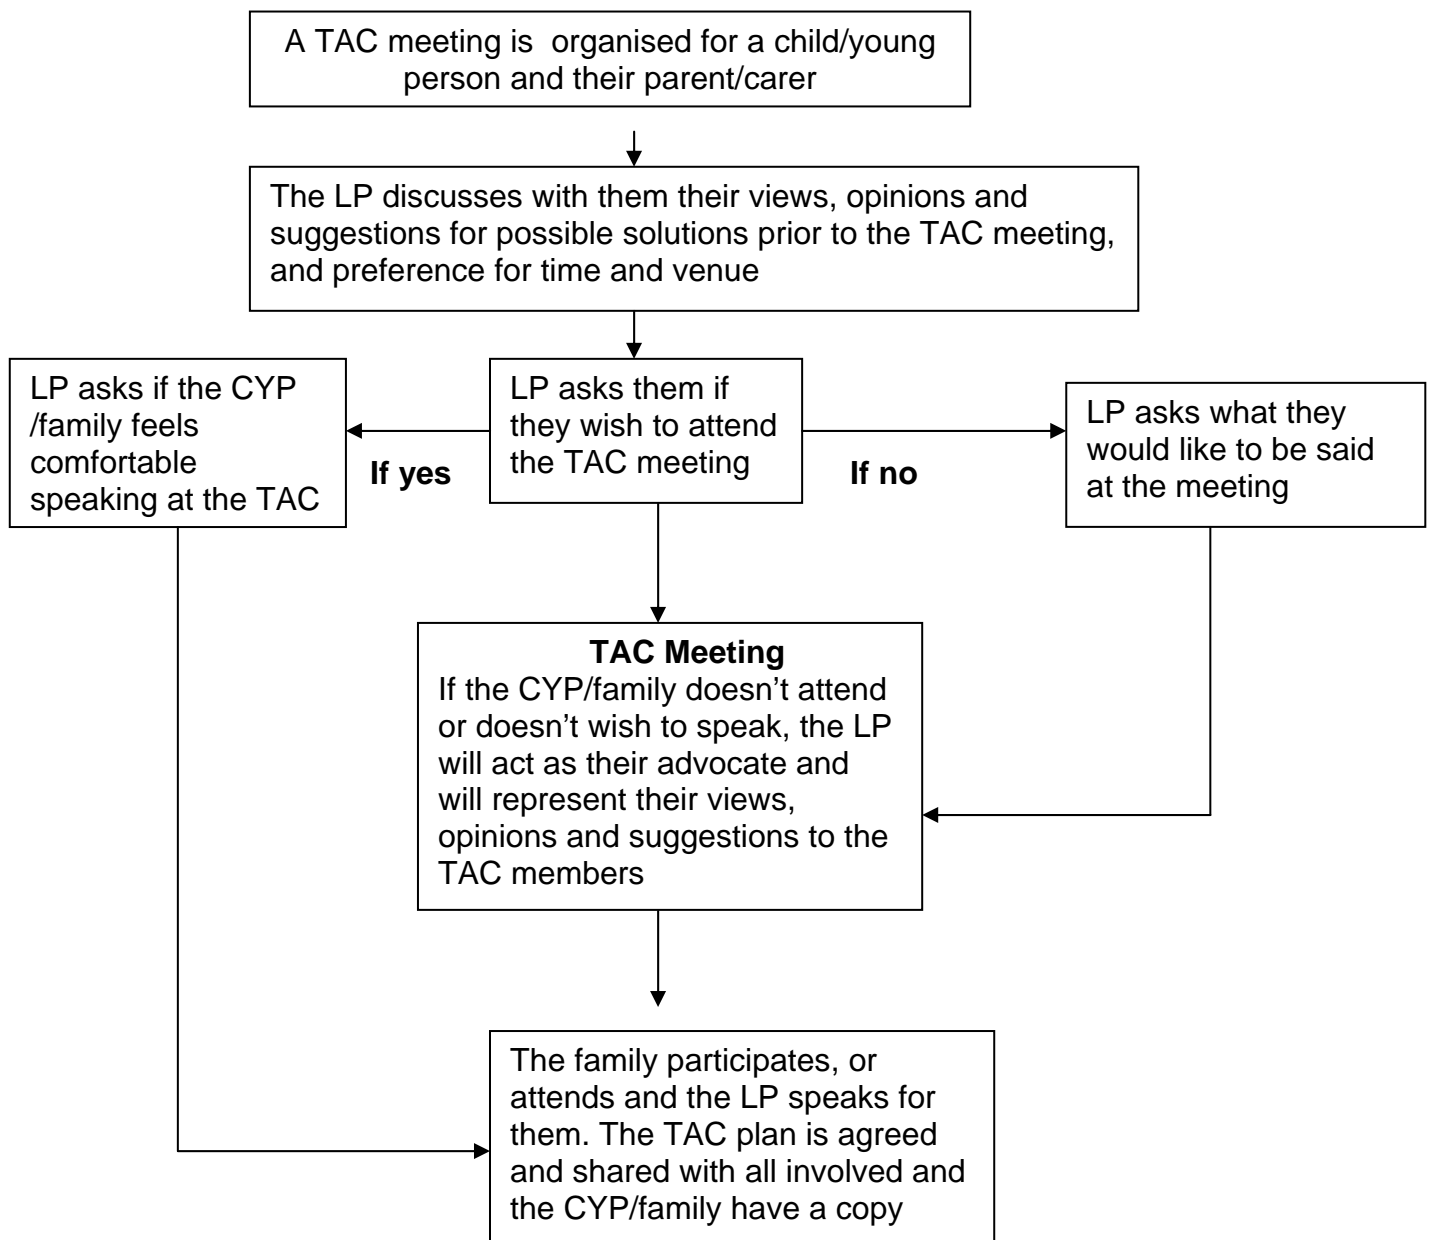 A TAC meeting is  organised for a child/young
person and their parent/carer
The LP discusses with them their views, opinions and
suggestions for possible solutions prior to the TAC meeting,
and preference for time and venue
LP asks if the CYP
/family feels
comfortable
speaking at the TAC
If yes
LP asks them if
they wish to attend
the TAC meeting
If no
LP asks what they
would like to be said
at the meeting
TAC Meeting
If the CYP/family doesn’t attend
or doesn’t wish to speak, the LP
will act as their advocate and
will represent their views,
opinions and suggestions to the
TAC members
The family participates, or
attends and the LP speaks for
them. The TAC plan is agreed
and shared with all involved and
the CYP/family have a copy